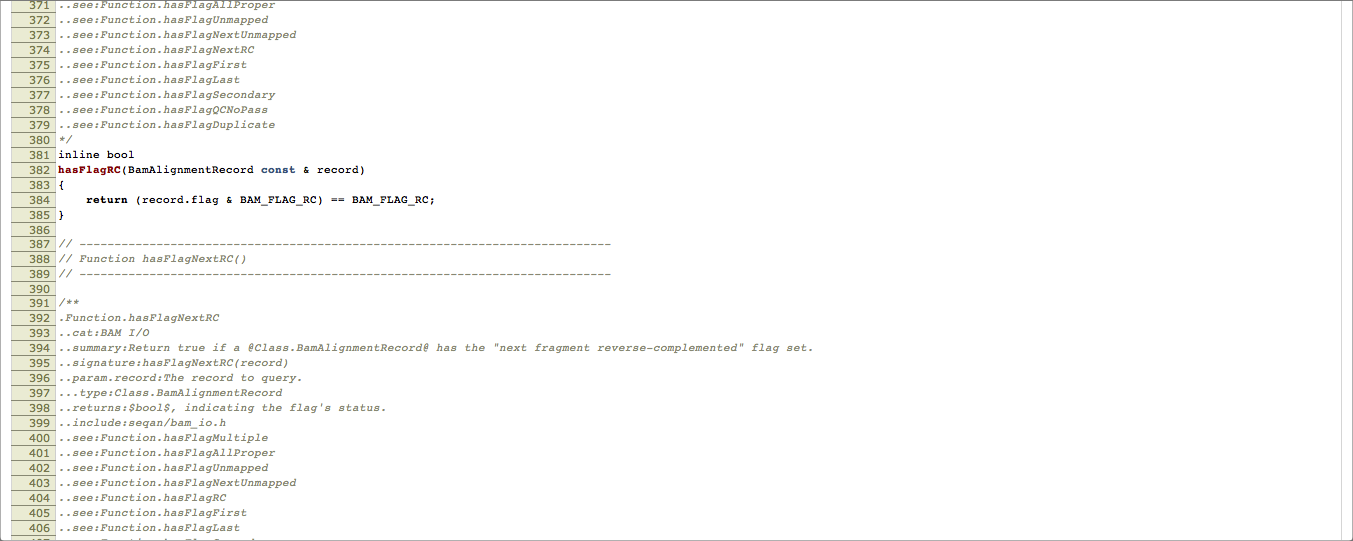 371 ..see:Function.hasFlagAllProper
372 ..see:Function.hasFlagUnmapped
373 ..see:Function.hasFlagNextUnmapped
374 ..see:Function.hasFlagNextRC
375 ..see:Function.hasFlagFirst
376 ..see:Function.hasFlagLast
377 ..see:Function.hasFlagSecondary
378 ..see:Function.hasFlagQCNoPass
379 ..see:Function.hasFlagDuplicate
380 */
381 inline bool
382 hasFlagRC(BamAlignmentRecord const & record)
383 {
384     return (record.flag & BAM_FLAG_RC) == BAM_FLAG_RC;
385 }
386
387 // ----------------------------------------------------------------------------
388 // Function hasFlagNextRC()
389 // ----------------------------------------------------------------------------
390
391 /**
392 .Function.hasFlagNextRC
393 ..cat:BAM I/O
394 ..summary:Return true if a @Class.BamAlignmentRecord@ has the "next fragment reverse-complemented" flag set.
395 ..signature:hasFlagNextRC(record)
396 ..param.record:The record to query.
397 ...type:Class.BamAlignmentRecord
398 ..returns:$bool$, indicating the flag's status.
399 ..include:seqan/bam_io.h
400 ..see:Function.hasFlagMultiple
401 ..see:Function.hasFlagAllProper
402 ..see:Function.hasFlagUnmapped
403 ..see:Function.hasFlagNextUnmapped
404 ..see:Function.hasFlagRC
405 ..see:Function.hasFlagFirst
406 ..see:Function.hasFlagLast